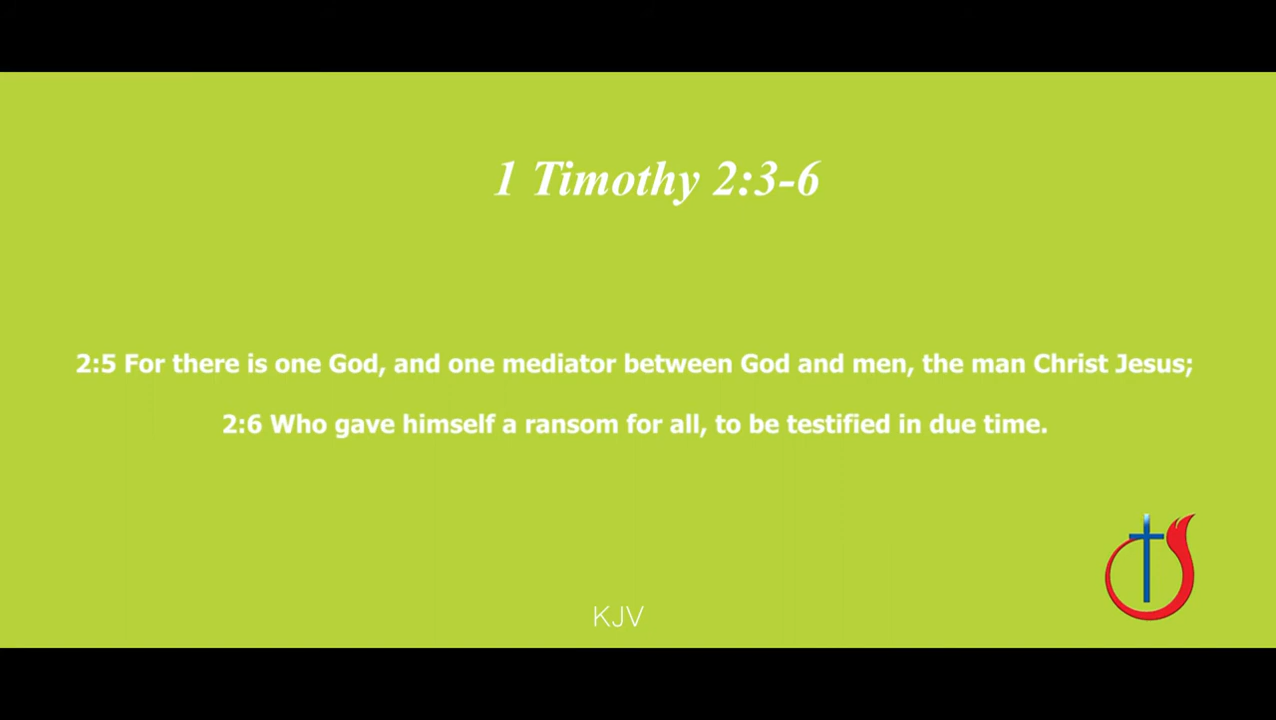 1 Timothy 2:3-6
2:5 For there is one God, and one mediator between God and men, the man Christ Jesus;
2:6 Who gave himself a ransom for all, to be testified in due time.
KJV